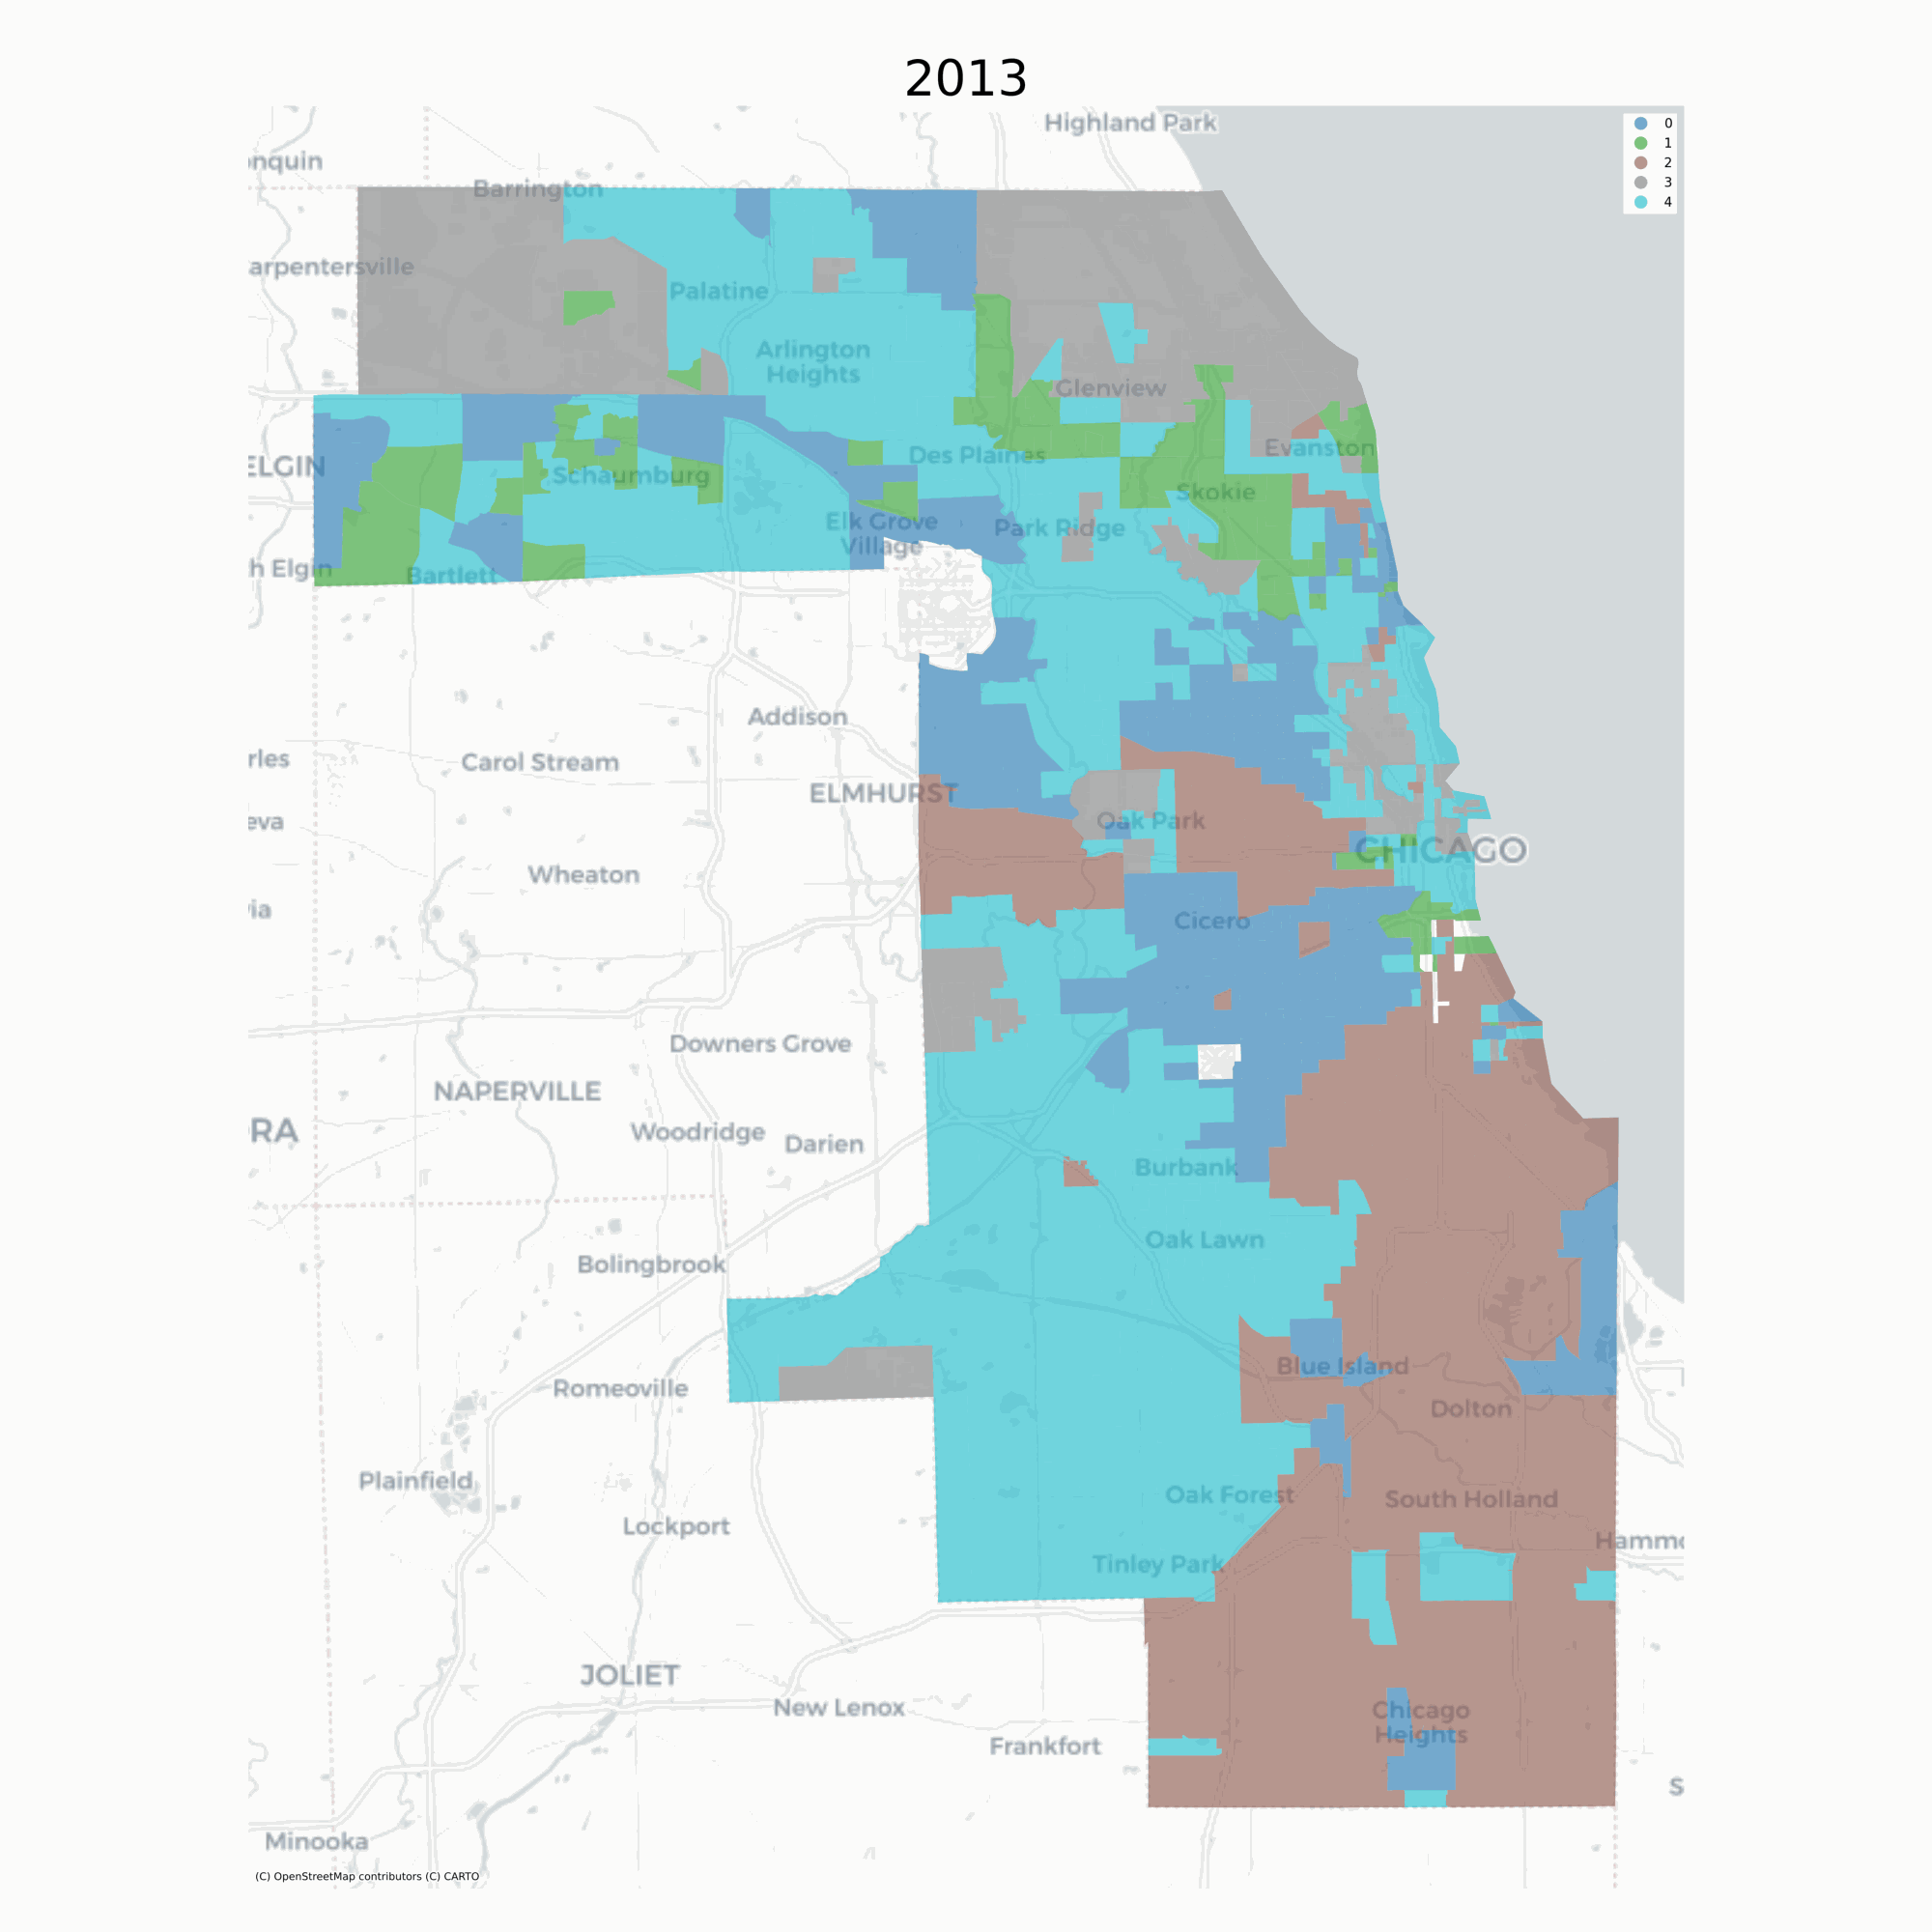 2013
Highland Park
0
1
2
3
4
nquin
Barrington
arpentersville
Palatine
Arlington
Heights
Glenview
Evanston
Des Plaines
ELGIN
Schaumburg
Skokie
Elk Grove
Village
Park Ridge
h Elgin
Bartlett
Addison
rles
Carol Stream
ELMHURST
eva
Oak Park
CHICAGO
Wheaton
ia
Cicero
Downers Grove
NAPERVILLE
RA
Woodridge
Darien
Burbank
Oak Lawn
Bolingbrook
Blue Island
Romeoville
Dolton
Plainfield
Oak Forest
South Holland
Lockport
Hammo
Tinley Park
JOLIET
New Lenox
Chicago
Heights
Frankfort
S
Minooka
(C) OpenStreetMap contributors (C) CARTO